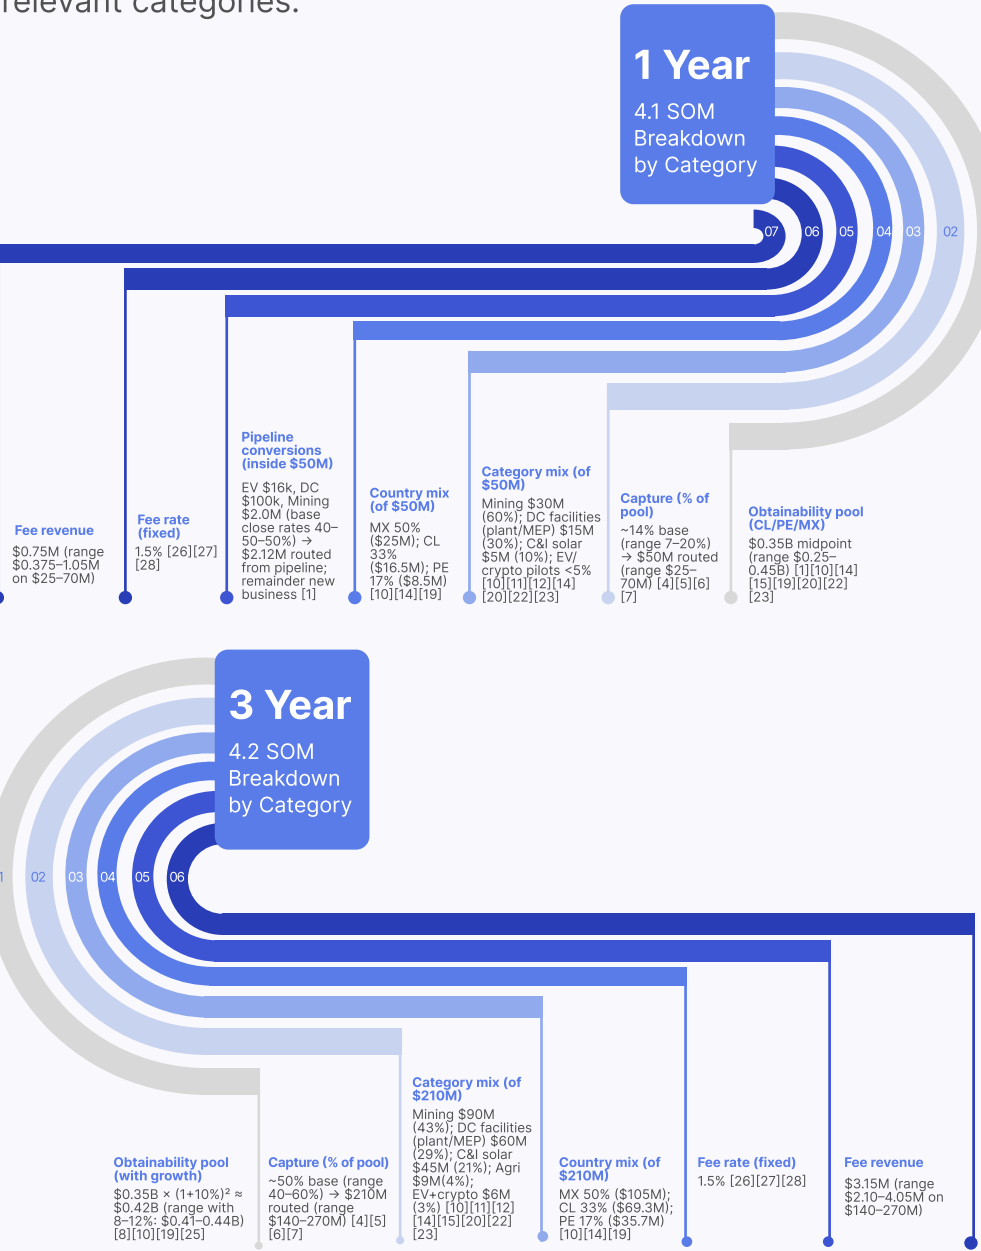 relevant categories.
1 Year
4.1 SOM
Breakdown
by Category
07
06
05
04
03
02
Fee revenue
$0.75M (range
$0.375–1.05M
on $25–70M)
Fee rate
(fixed)
1.5% [26][27]
[28]
Pipeline
conversions
(inside $50M)
EV $16k, DC
$100k, Mining
$2.0M (base
close rates 40–
50–50%) →
$2.12M routed
from pipeline;
remainder new
business [1]
Country mix
(of $50M)
MX 50%
($25M); CL
33%
($16.5M); PE
17% ($8.5M)
[10][14][19]
Category mix (of
$50M)
Mining $30M
(60%); DC facilities
(plant/MEP) $15M
(30%); C&I solar
$5M (10%); EV/
crypto pilots <5%
[10][11][12][14]
[20][22][23]
Capture (% of
pool)
~14% base
(range 7–20%)
→ $50M routed
(range $25–
70M) [4][5][6]
[7]
Obtainability pool
(CL/PE/MX)
$0.35B midpoint
(range $0.25–
0.45B) [1][10][14]
[15][19][20][22]
[23]
3 Year
4.2 SOM
Breakdown
by Category
02
03
04
05
06
Obtainability pool
(with growth)
$0.35B × (1+10%)² ≈
$0.42B (range with
8–12%: $0.41–0.44B)
[8][10][19][25]
Capture (% of pool)
~50% base (range
40–60%) → $210M
routed (range
$140–270M) [4][5]
[6][7]
Category mix (of
$210M)
Mining $90M
(43%); DC facilities
(plant/MEP) $60M
(29%); C&I solar
$45M (21%); Agri
$9M(4%);
EV+crypto $6M
(3%) [10][11][12]
[14][15][20][22]
[23]
Country mix (of
$210M)
MX 50% ($105M);
CL 33% ($69.3M);
PE 17% ($35.7M)
[10][14][19]
Fee rate (fixed)
1.5% [26][27][28]
Fee revenue
$3.15M (range
$2.10–4.05M on
$140–270M)